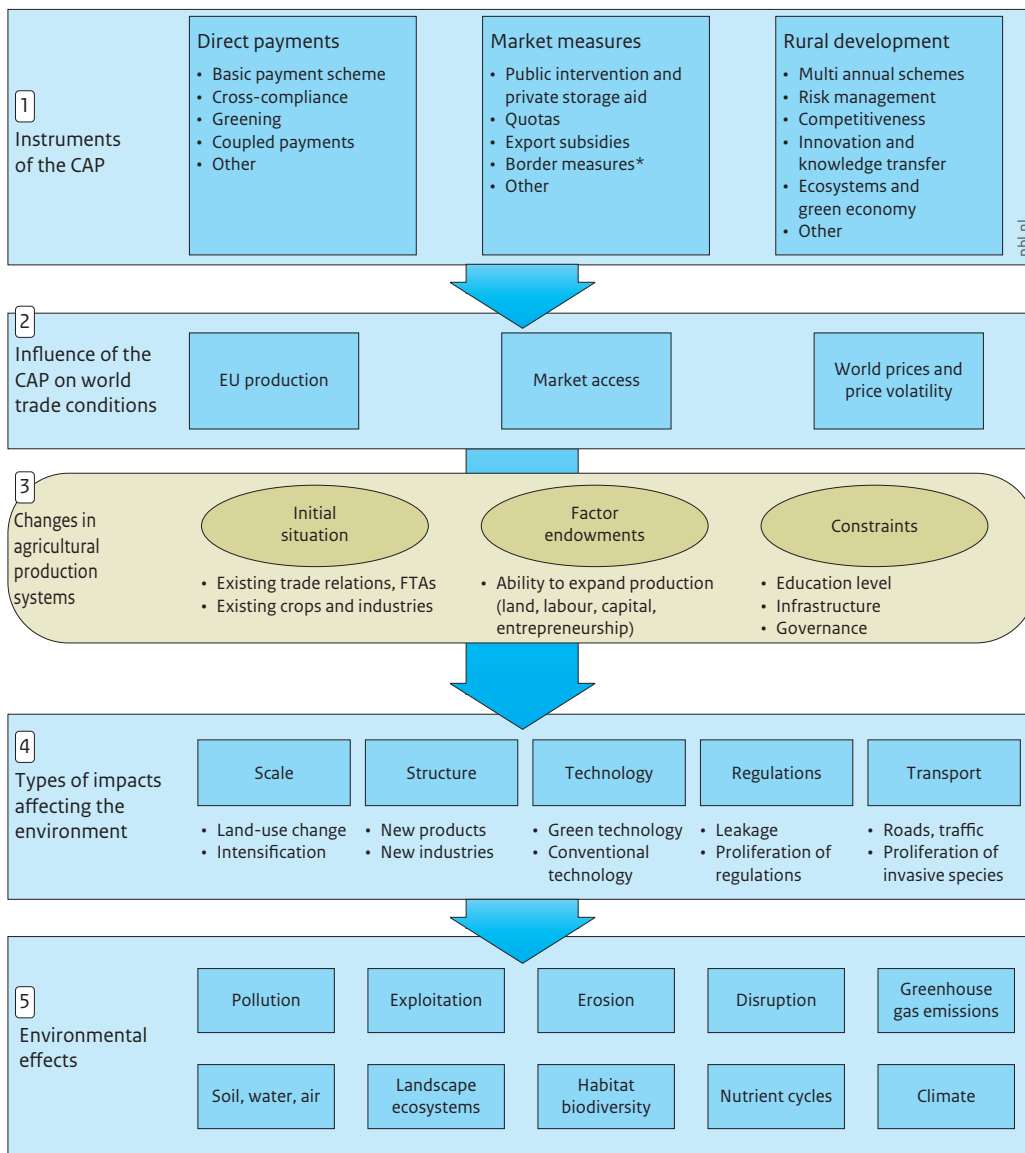 1
Instruments
of the CAP
Direct payments
• Basic payment scheme
• Cross-compliance
• Greening
• Coupled payments
• Other
Market measures
• Public intervention and
private storage aid
• Quotas
• Export subsidies
• Border measures*
• Other
Rural development
• Multi annual schemes
• Risk management
• Competitiveness
• Innovation and
knowledge transfer
• Ecosystems and
green economy
• Other
pbl.nl
2
Influence of the
CAP on world
trade conditions
EU production
Market access
World prices and
price volatility
3
Changes in
agricultural
production
systems
Initial
situation
• Existing trade relations, FTAs
• Existing crops and industries
Factor
endowments
• Ability to expand production
(land, labour, capital,
entrepreneurship)
Constraints
• Education level
• Infrastructure
• Governance
4
Types of impacts
affecting the
environment
Scale
• Land-use change
• Intensification
Structure
• New products
• New industries
Technology
• Green technology
• Conventional
technology
Regulations
• Leakage
• Proliferation of
regulations
Transport
• Roads, traffic
• Proliferation of
invasive species
5
Environmental
effects
Pollution
Exploitation
Erosion
Disruption
Greenhouse
gas emissions
Soil, water, air
Landscape
ecosystems
Habitat
biodiversity
Nutrient cycles
Climate